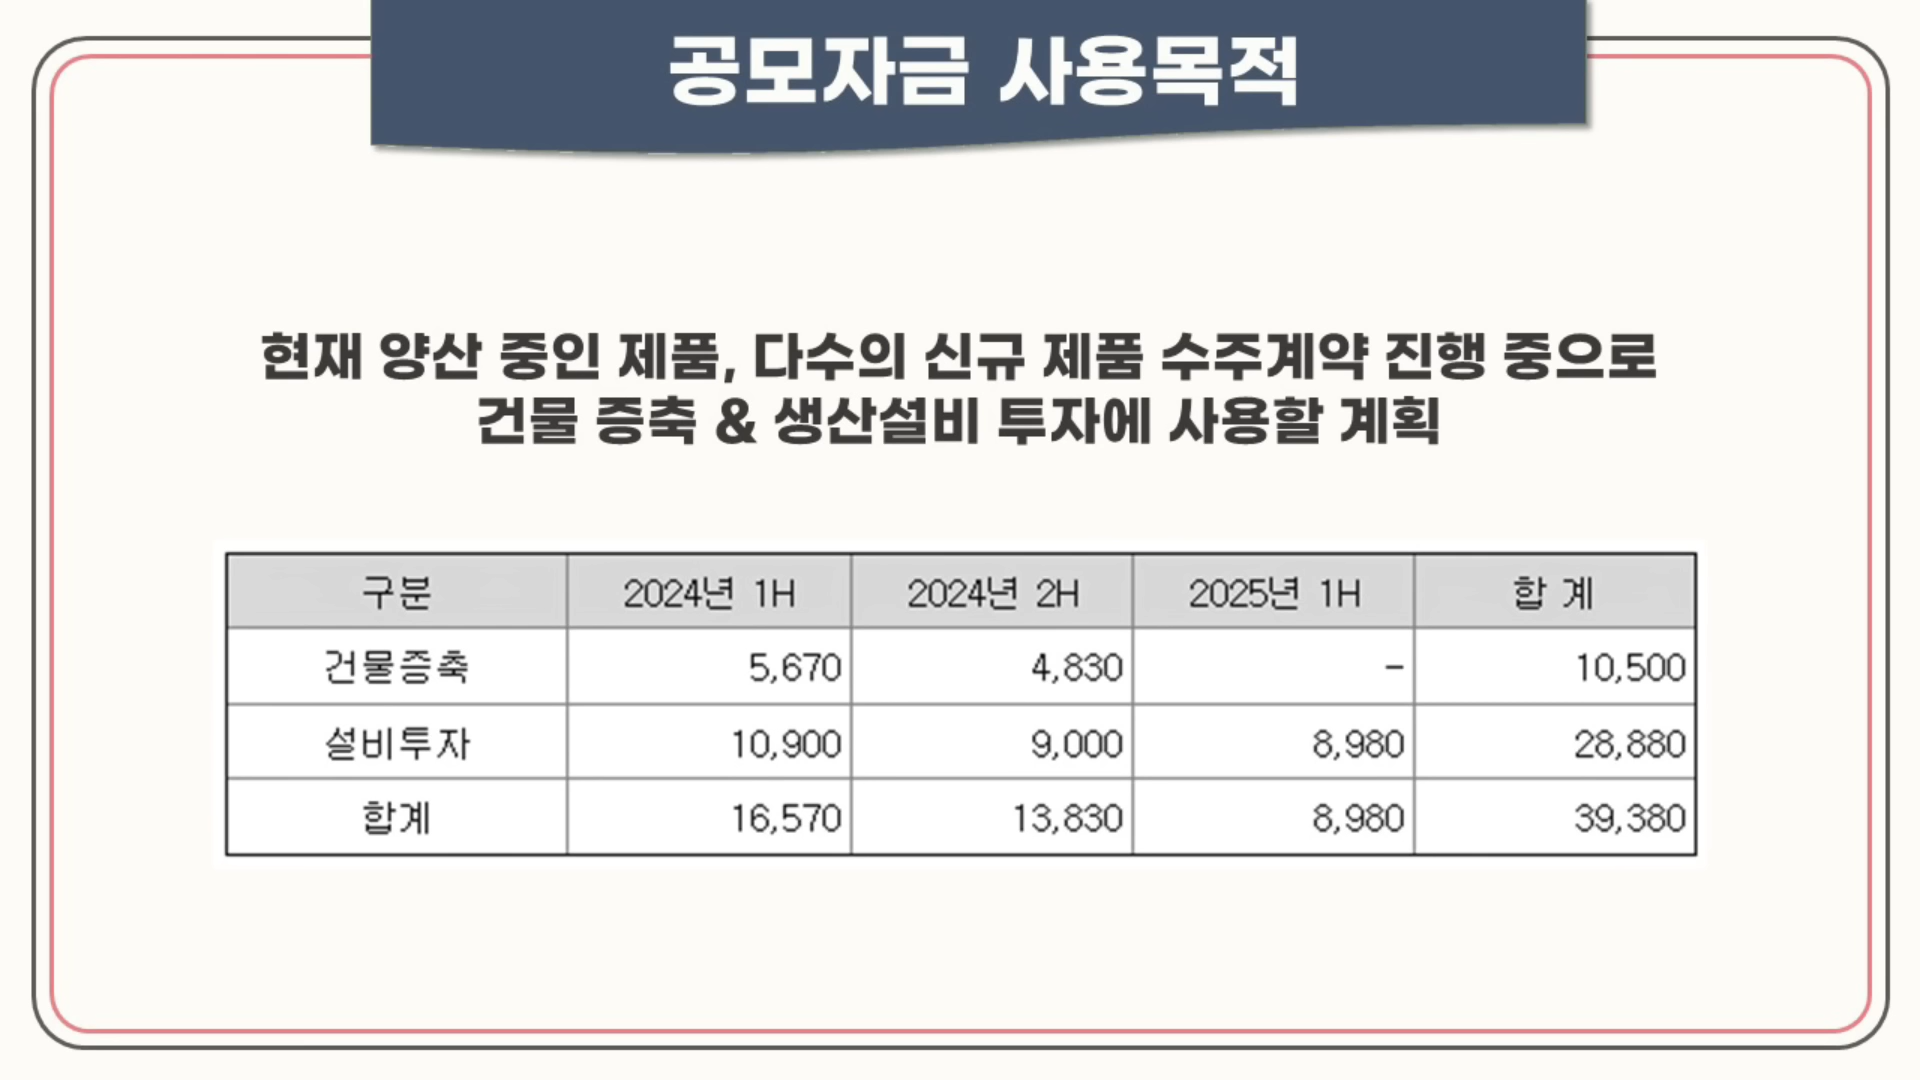 공모자금 사용목적
현재 양산 중인 제품, 다수의 신규 제품 수주계약 진행 중으로
건물 증축 & 생산설비 투자에 사용할 계획
구분 2024년 1H 2024년 2H 2025년 1H 합 계
건물증축 5,670 4,830 - 10,500
설비투자 10,900 9,000 8,980 28,880
합계 16,570 13,830 8,980 39,380